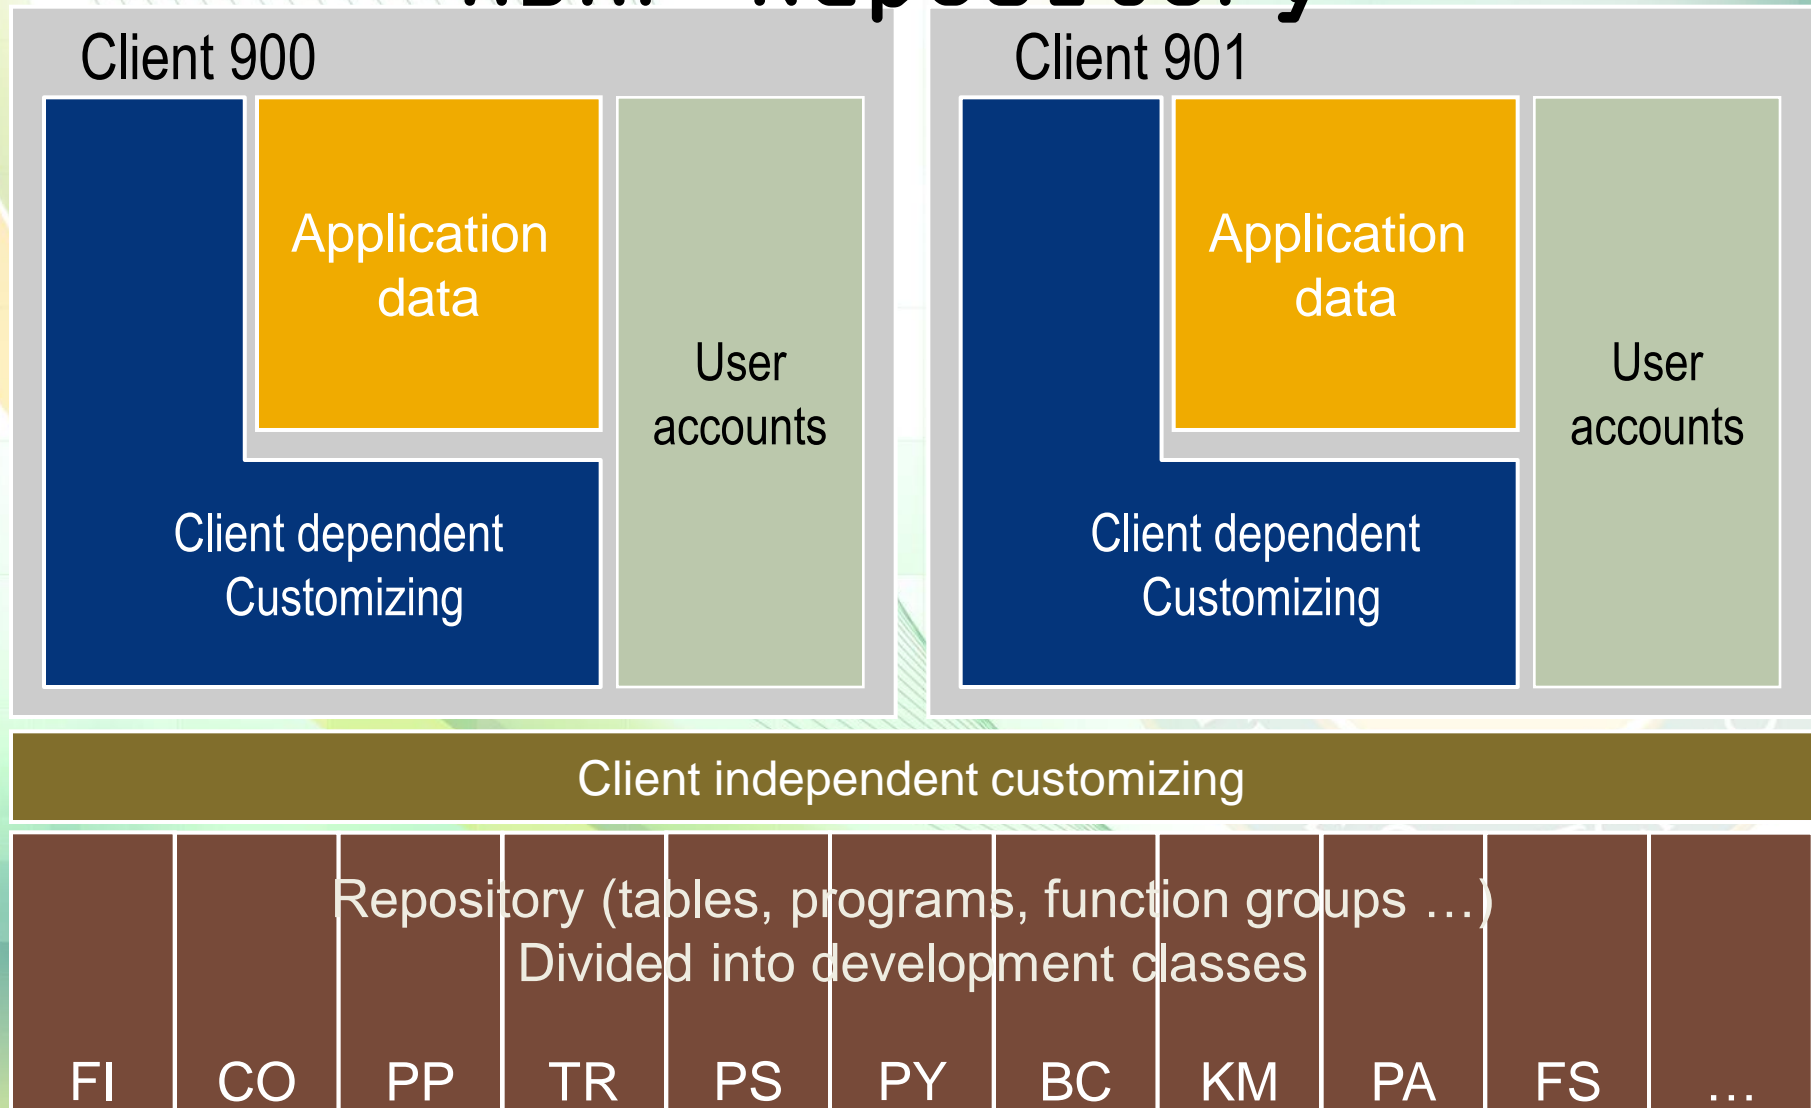 Repository
Client 900
Application
data
User
accounts
Client dependent
Customizing
Client 901
Application
data
User
accounts
Client dependent
Customizing
Client independent customizing
Repository (tables, programs, function groups …)
Divided into development classes
FI CO PP TR PS PY BC KM PA FS …